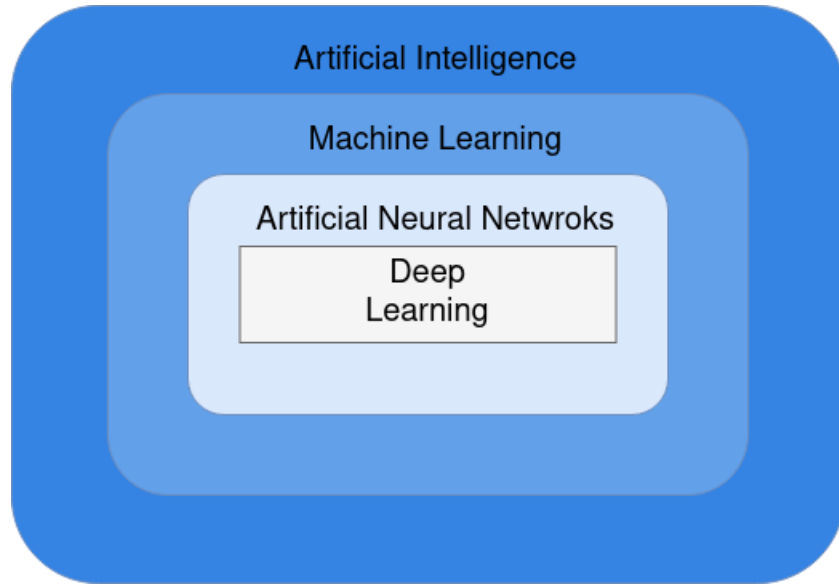 Artificial Intelligence
Machine Learning
Artificial Neural Netwroks
Deep
Learning